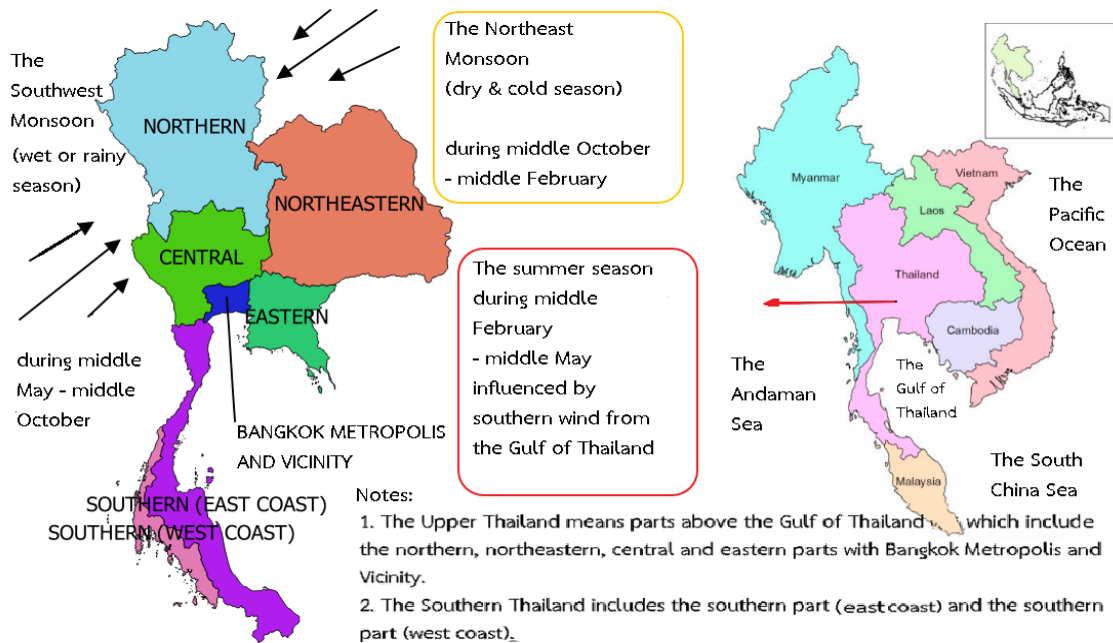 The
Southwest
Monsoon
(wet or rainy
season)
NORTHERN
NORTHEASTERN
CENTRAL
EASTERN
during middle
May – middle
October
BANGKOK METROPOLIS
AND VICINITY
SOUTHERN (EAST COAST)
SOUTHERN (WEST COAST)
The Northeast
Monsoon
(dry & cold season)
during middle October
- middle February
The summer season
during middle
February
- middle May
influenced by
southern wind from
the Gulf of Thailand
Myanmar
Vietnam
Laos
Thailand
Cambodia
Malaysia
The
Pacific
Ocean
The
Andaman
Sea
The
Gulf of
Thailand
The South
China Sea
Notes:
1. The Upper Thailand means parts above the Gulf of Thailand which include
the northern, northeastern, central and eastern parts with Bangkok Metropolis and
Vicinity.
2. The Southern Thailand includes the southern part (east coast) and the southern
part (west coast).